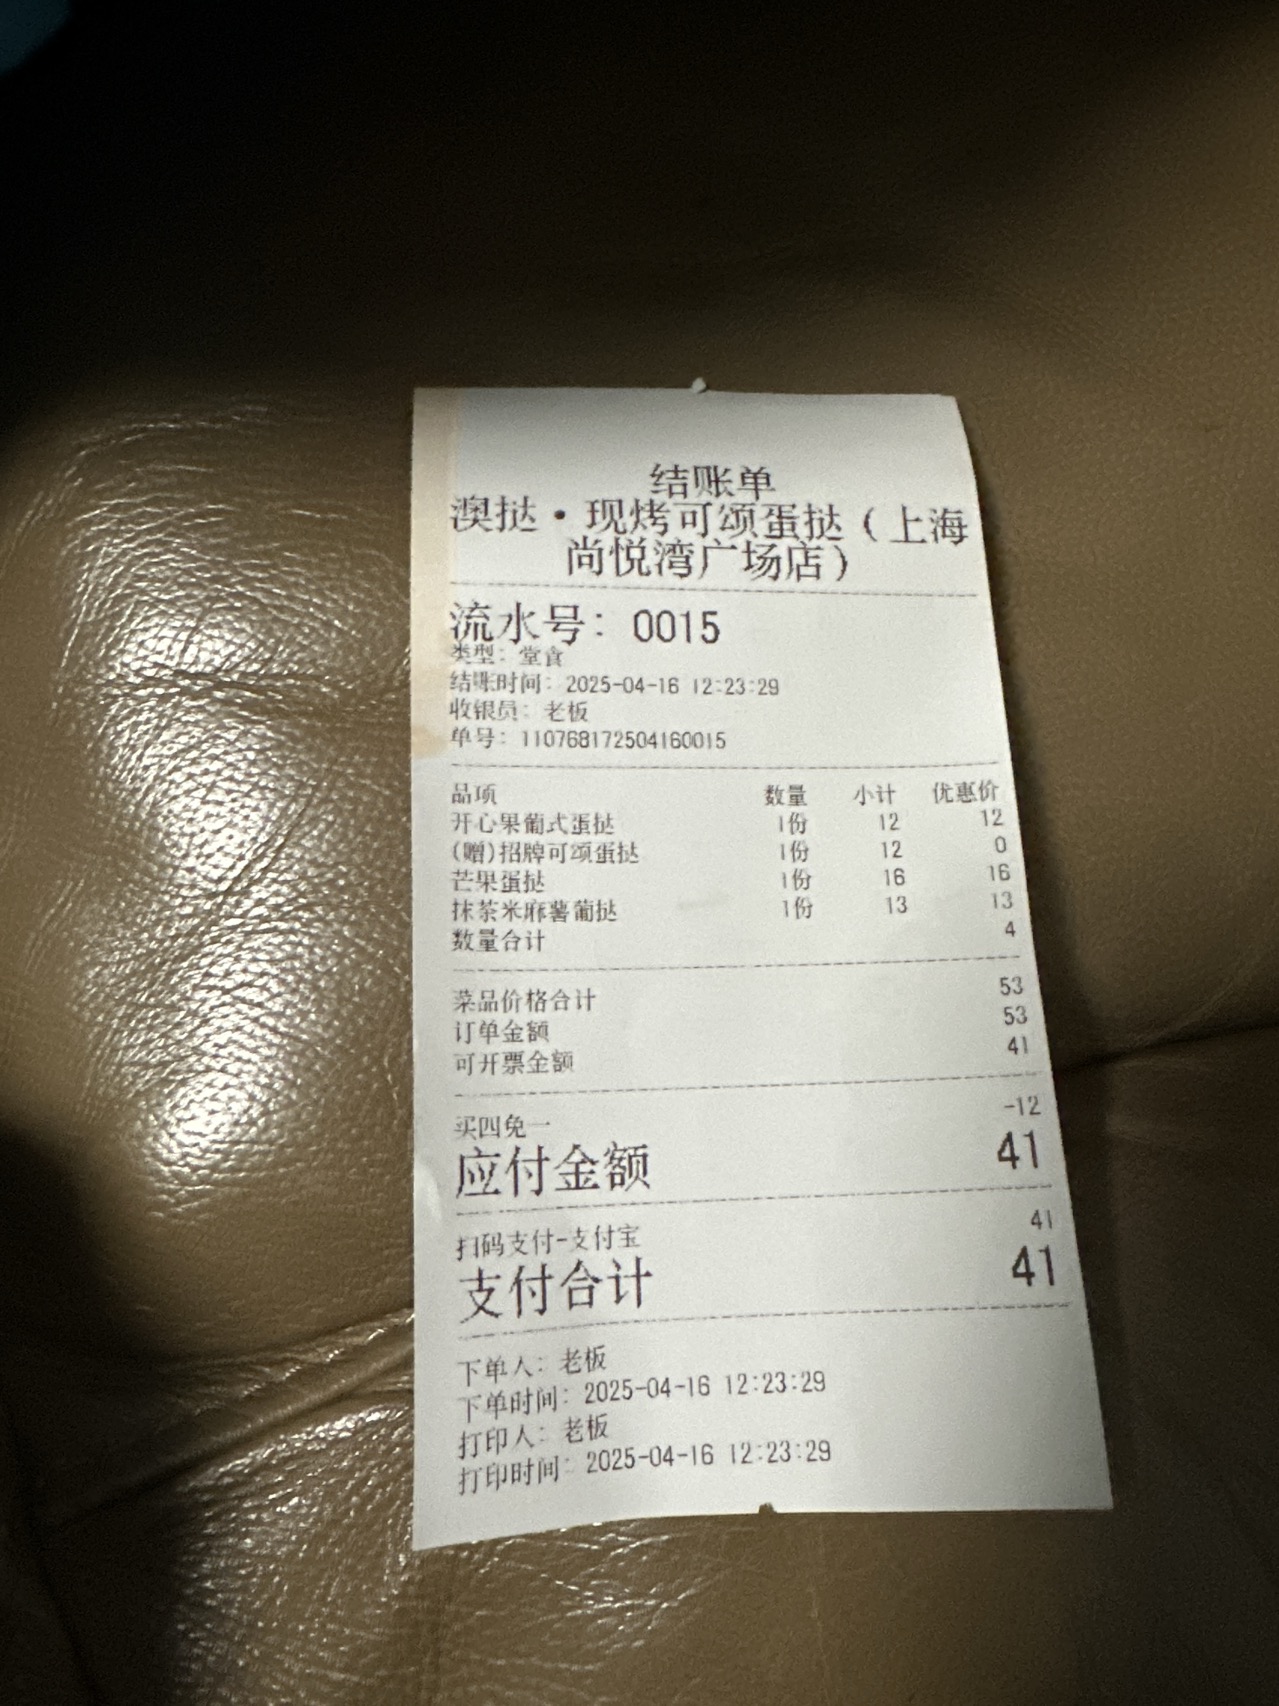 结账单
澳挞·现烤可颂蛋挞(上海
尚悦湾广场店)
流水号: 0015
类型: 堂食
结账时间: 2025-04-16 12:23:29
收银员: 老板
单号: 110768172504160015
品项 数量 小计 优惠价
开心果葡式蛋挞 1份 12 12
(赠)招牌可颂蛋挞 1份 12 0
芒果蛋挞 1份 16 16
抹茶米麻薯葡挞 1份 13 13
数量合计 4
菜品价格合计 53
订单金额 53
可开票金额 41
买四免一 -12
应付金额 41
扫码支付-支付宝 41
支付合计 41
下单人: 老板
下单时间: 2025-04-16 12:23:29
打印人: 老板
打印时间: 2025-04-16 12:23:29